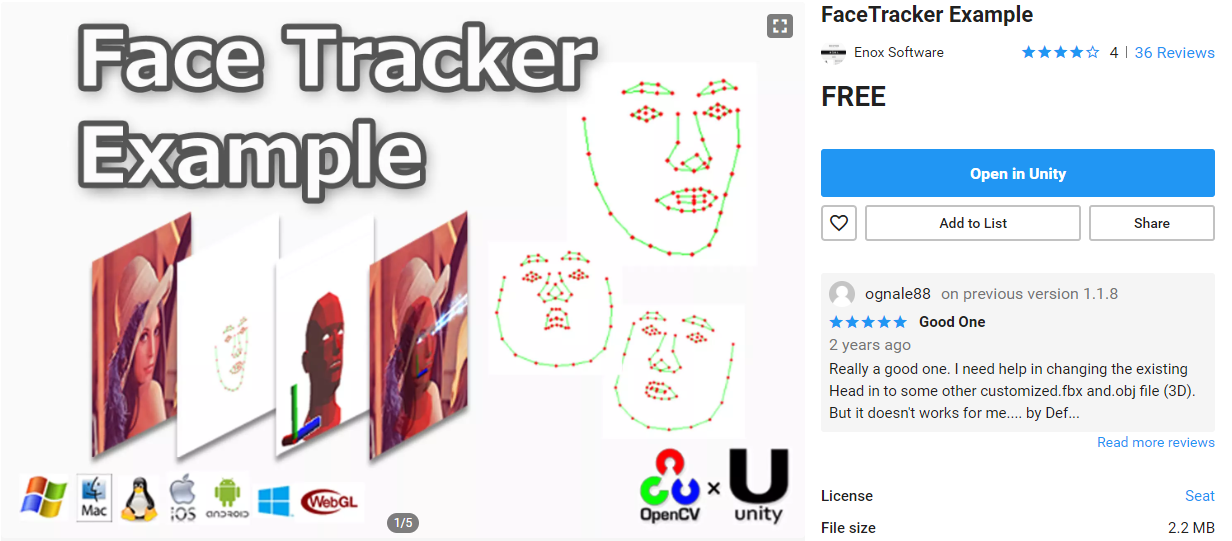 Face Tracker
Example
Mac
iOS
ANDROID
WebGL
OpenCV
×
unity
1/5
FaceTracker Example
Enox Software
4 | 36 Reviews
FREE
Open in Unity
Add to List
Share
ognale88 on previous version 1.1.8
Good One
2 years ago
Really a good one. I need help in changing the existing
Head in to some other customized.fbx and.obj file (3D).
But it doesn't works for me.... by Def...
Read more reviews
License Seat
File size 2.2 MB